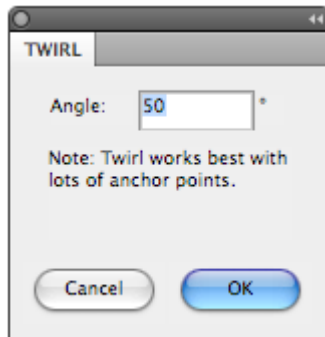 TWIRL
Angle: 50 °
Note: Twirl works best with
lots of anchor points.
Cancel OK